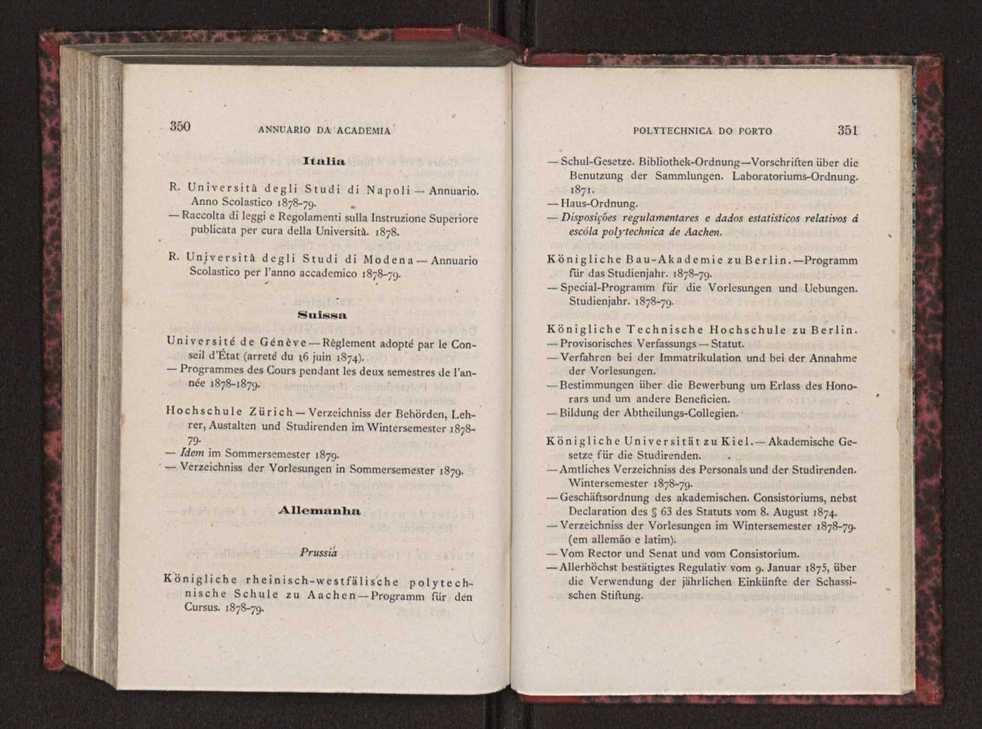 350 ANNUARIO DA ACADEMIA
Italia
R. Università degli Studi di Napoli — Annuario.
Anno Scolastico 1878-79.
— Raccolta di leggi e Regolamenti sulla Instruzione Superiore
publicata per cura della Università. 1878.
R. Università degli Studi di Modena — Annuario
Scolastico per l'anno accademico 1878-79.
Suissa
Université de Génève — Règlement adopté par le Con-
seil d'État (arreté du 16 juin 1874).
— Programmes des Cours pendant les deux semestres de l'an-
née 1878-1879.
Hochschule Zürich — Verzeichniss der Behörden, Leh-
rer, Austalten und Studirenden im Wintersemester 1878-
79.
— Idem im Sommersemester 1879.
— Verzeichniss der Vorlesungen in Sommersemester 1879.
Allemanha
Prussia
Königliche rheinisch-westfälische polytech-
nische Schule zu Aachen — Programm für den
Cursus. 1878-79.
POLYTECHNICA DO PORTO 351
— Schul-Gesetze. Bibliothek-Ordnung—Vorschriften über die
Benutzung der Sammlungen. Laboratoriums-Ordnung.
1871.
— Haus-Ordnung.
— Disposições regulamentares e dados estatisticos relativos á
escóla polytechnica de Aachen.
Königliche Bau-Akademie zu Berlin.—Programm
für das Studienjahr. 1878-79.
— Special-Programm für die Vorlesungen und Uebungen.
Studienjahr. 1878-79.
Königliche Technische Hochschule zu Berlin.
— Provisorisches Verfassungs — Statut.
— Verfahren bei der Immatrikulation und bei der Annahme
der Vorlesungen.
— Bestimmungen über die Bewerbung um Erlass des Hono-
rars und um andere Beneficien.
— Bildung der Abtheilungs-Collegien.
Königliche Universität zu Kiel.— Akademische Ge-
setze für die Studirenden.
— Amtliches Verzeichniss des Personals und der Studirenden.
Wintersemester 1878-79.
— Geschäftsordnung des akademischen. Consistoriums, nebst
Declaration des § 63 des Statuts vom 8. August 1874.
— Verzeichniss der Vorlesungen im Wintersemester 1878-79.
(em allemão e latim).
— Vom Rector und Senat und vom Consistorium.
— Allerhöchst bestätigtes Regulativ vom 9. Januar 1875, über
die Verwendung der jährlichen Einkünfte der Schassi-
schen Stiftung.